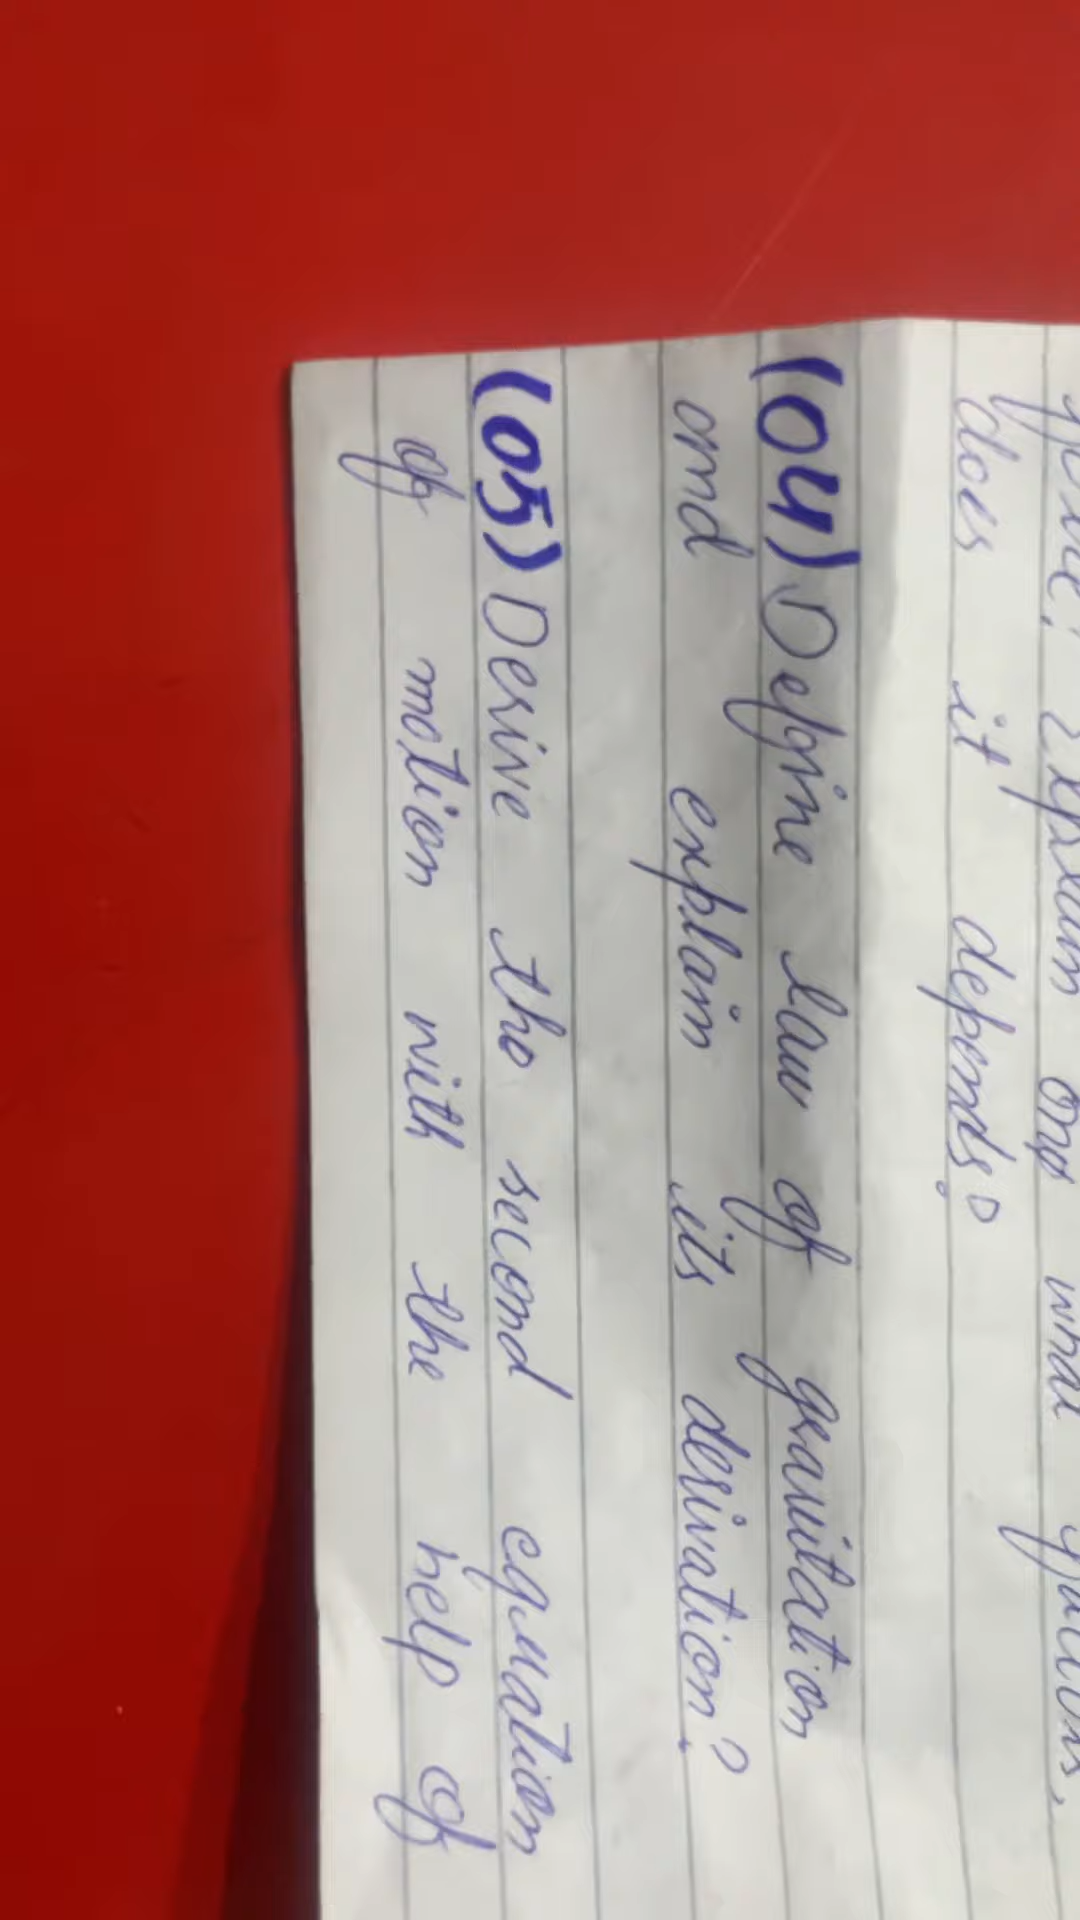 does it depends?
(04) Define law of gravitation
and explain its derivation?
(05) Derive the second equation
of motion with the help of